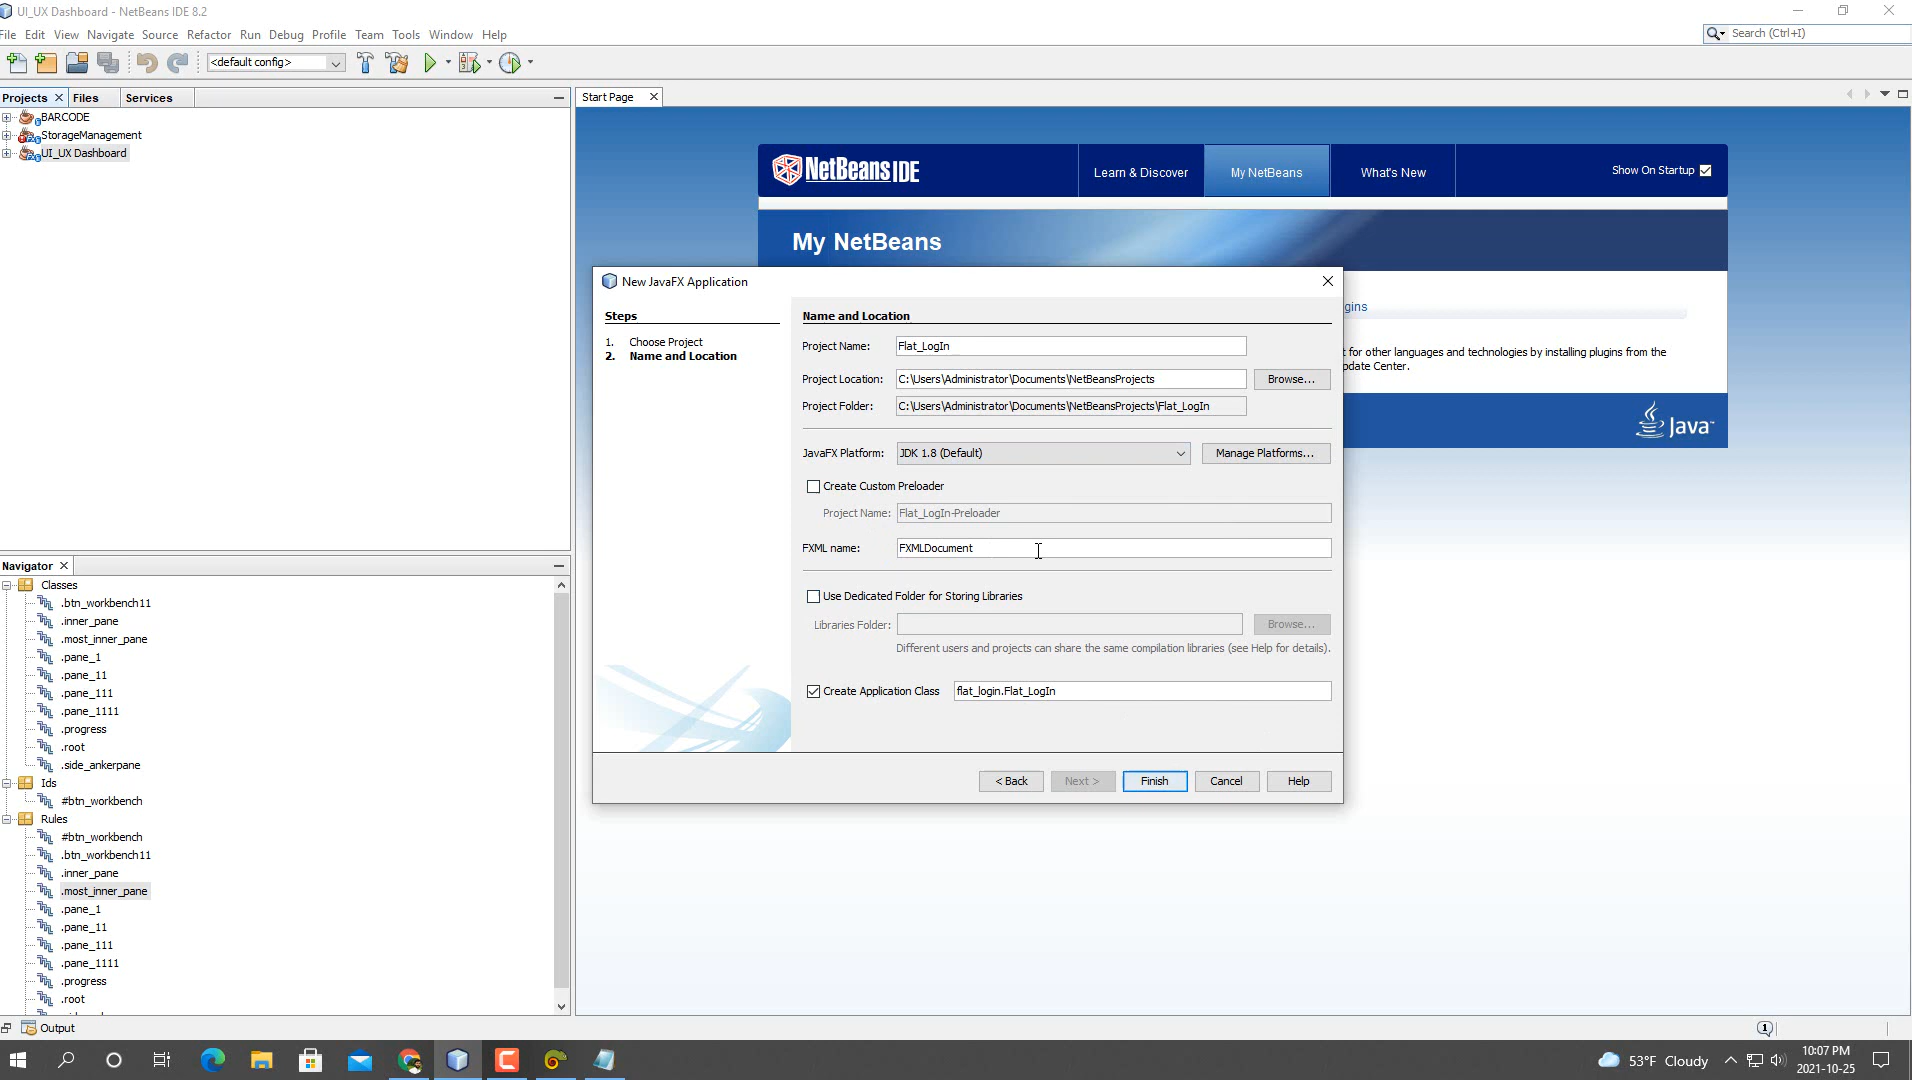 UI_UX Dashboard - NetBeans IDE 8.2
File Edit View Navigate Source Refactor Run Debug Profile Team Tools Window Help
Search (Ctrl+I)
<default config>
Projects Files Services
Start Page
BARCODE
StorageManagement
UI_UX Dashboard
NetBeans IDE
Learn & Discover
My NetBeans
What's New
Show On Startup
My NetBeans
New JavaFX Application
Steps
1. Choose Project
2. Name and Location
Name and Location
Project Name: Flat_LogIn
Project Location: C:\Users\Administrator\Documents\NetBeansProjects Browse...
Project Folder: C:\Users\Administrator\Documents\NetBeansProjects\Flat_LogIn
JavaFX Platform: JDK 1.8 (Default) Manage Platforms...
Create Custom Preloader
Project Name: Flat_LogIn-Preloader
FXML name: FXMLDocument
Use Dedicated Folder for Storing Libraries
Libraries Folder: Browse...
Different users and projects can share the same compilation libraries (see Help for details).
Create Application Class flat_login.Flat_LogIn
< Back Next > Finish Cancel Help
gins
for other languages and technologies by installing plugins from the
pdate Center.
Java
Navigator
Classes
.btn_workbench11
.inner_pane
.most_inner_pane
.pane_1
.pane_11
.pane_111
.pane_1111
.progress
.root
.side_ankerpane
Ids
#btn_workbench
Rules
#btn_workbench
.btn_workbench11
.inner_pane
.most_inner_pane
.pane_1
.pane_11
.pane_111
.pane_1111
.progress
.root
Output
1
53°F Cloudy
10:07 PM
2021-10-25